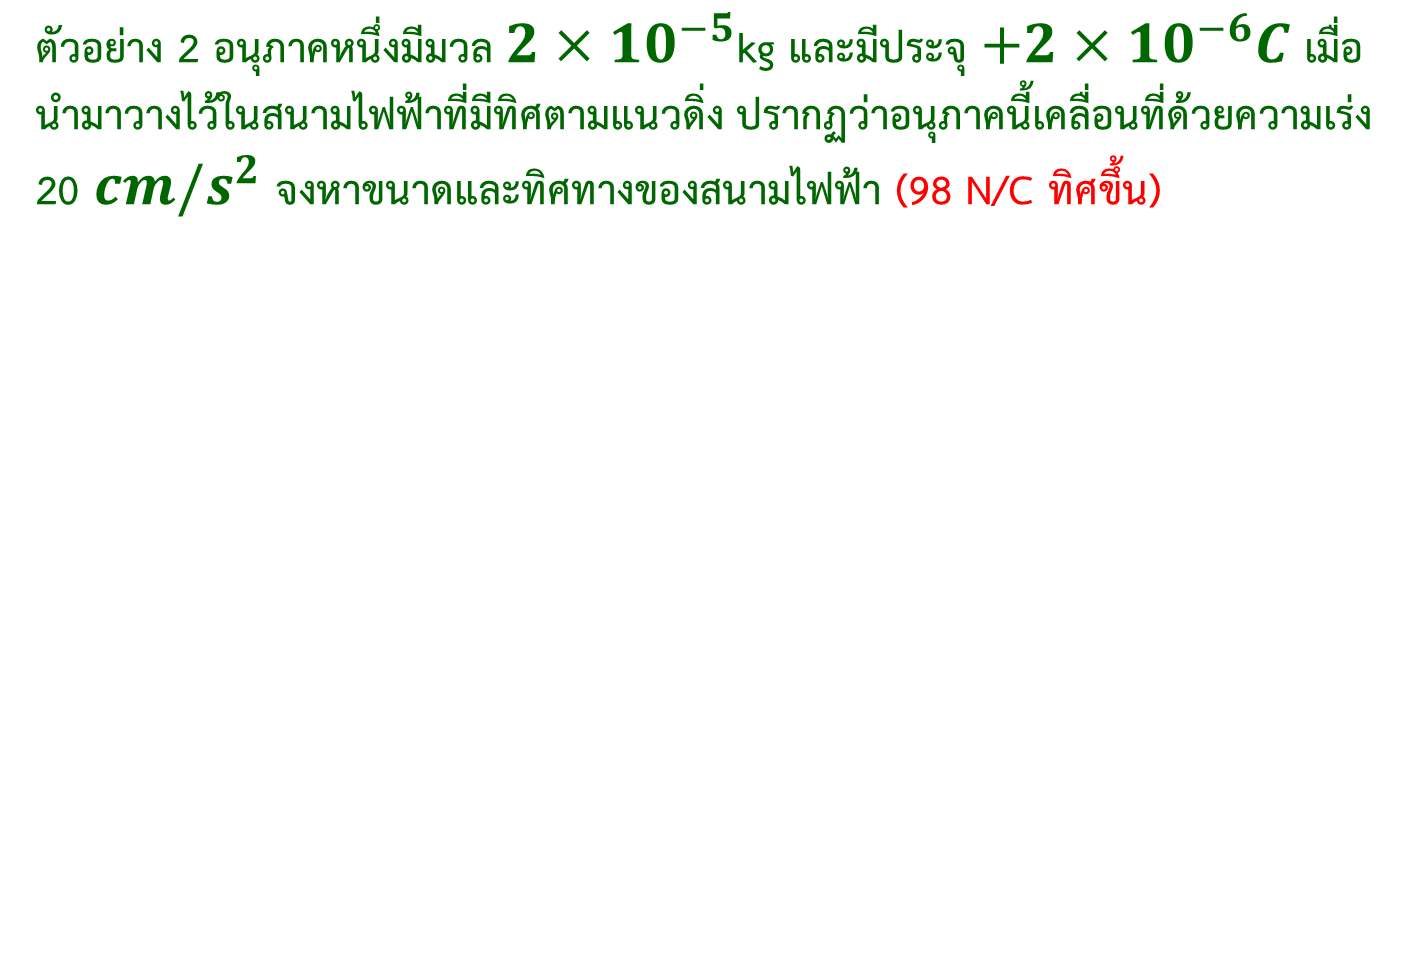 ตัวอย่าง 2 อนุภาคหนึ่งมีมวล 2 × 10⁻⁵kg และมีประจุ +2 × 10⁻⁶C เมื่อ
นำมาวางไว้ในสนามไฟฟ้าที่มีทิศตามแนวดิ่ง ปรากฏว่าอนุภาคนี้เคลื่อนที่ด้วยความเร่ง
20 cm/s² จงหาขนาดและทิศทางของสนามไฟฟ้า (98 N/C ทิศขึ้น)